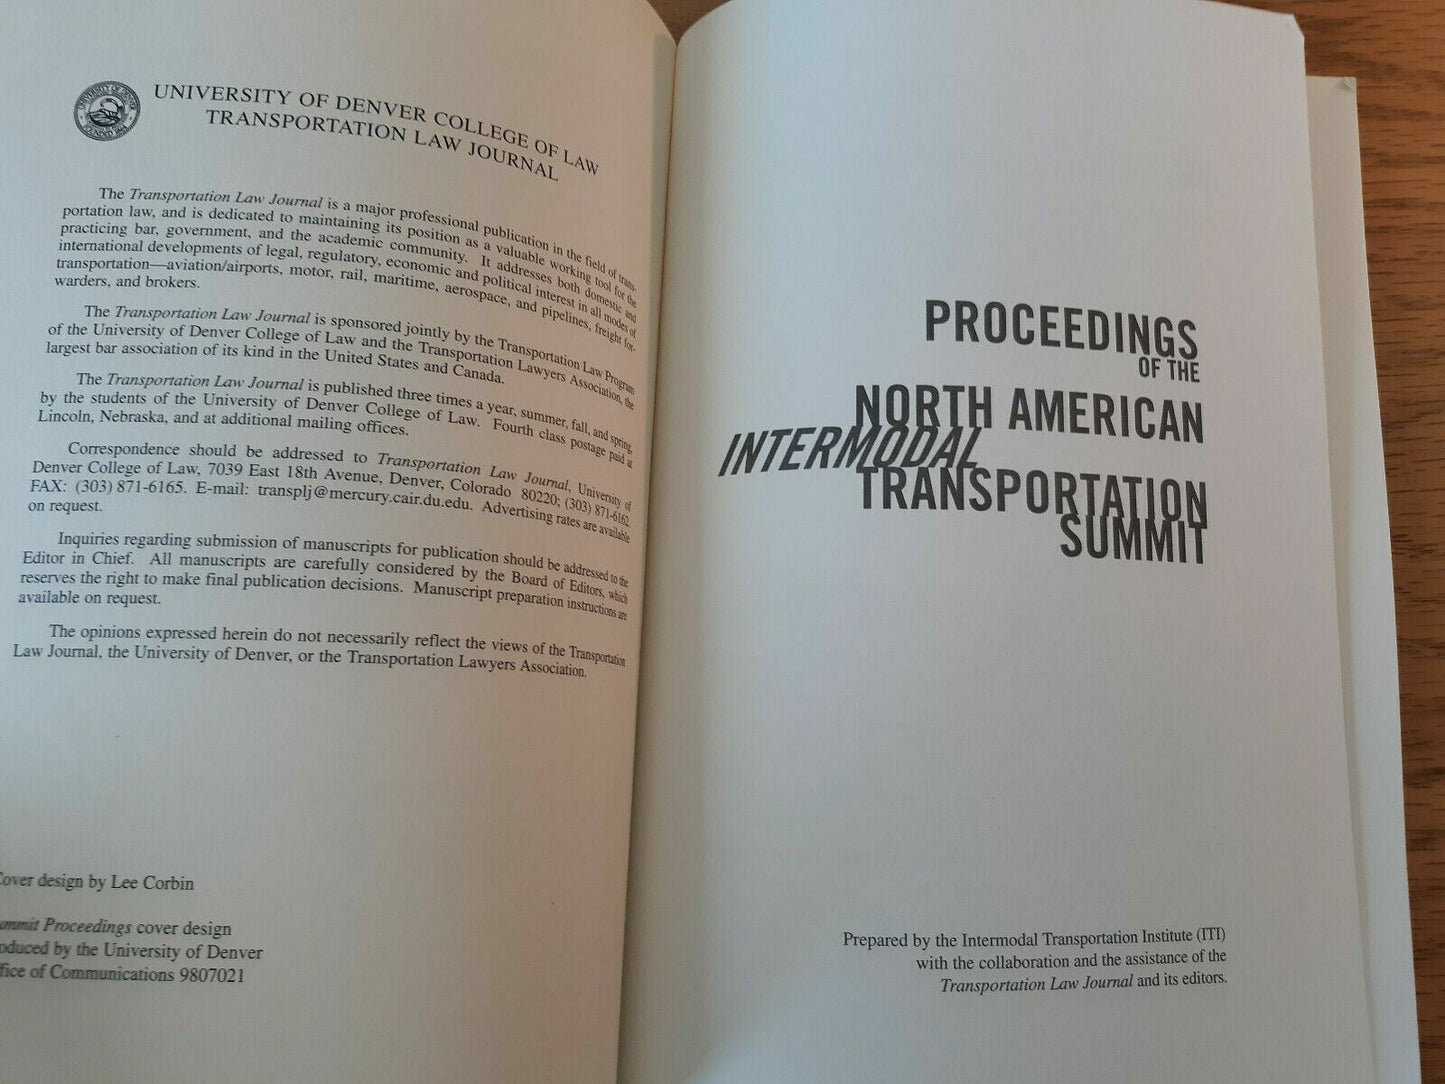 UNIVERSITY OF DENVER COLLEGE OF LAW
TRANSPORTATION LAW JOURNAL
The Transportation Law Journal is a major professional publication in the field of trans-
portation law, and is dedicated to maintaining its position as a valuable working tool for the
practicing bar, government, and the academic community. It addresses both domestic and
international developments of legal, regulatory, economic and political interest in all modes of
transportation—aviation/airports, motor, rail, maritime, aerospace, and pipelines, freight for-
warders, and brokers.
The Transportation Law Journal is sponsored jointly by the Transportation Law Program
of the University of Denver College of Law and the Transportation Lawyers Association, the
largest bar association of its kind in the United States and Canada.
The Transportation Law Journal is published three times a year, summer, fall, and spring,
by the students of the University of Denver College of Law. Fourth class postage paid at
Lincoln, Nebraska, and at additional mailing offices.
Correspondence should be addressed to Transportation Law Journal, University of
Denver College of Law, 7039 East 18th Avenue, Denver, Colorado 80220; (303) 871-6162.
FAX: (303) 871-6165. E-mail: transplj@mercury.cair.du.edu. Advertising rates are available
on request.
Inquiries regarding submission of manuscripts for publication should be addressed to the
Editor in Chief. All manuscripts are carefully considered by the Board of Editors, which
reserves the right to make final publication decisions. Manuscript preparation instructions are
available on request.
The opinions expressed herein do not necessarily reflect the views of the Transportation
Law Journal, the University of Denver, or the Transportation Lawyers Association.
Cover design by Lee Corbin
Proceedings cover design
by the University of Denver
of Communications 9807021
PROCEEDINGS
OF THE
NORTH AMERICAN
INTERMODAL
TRANSPORTATION
SUMMIT
Prepared by the Intermodal Transportation Institute (ITI)
with the collaboration and the assistance of the
Transportation Law Journal and its editors.